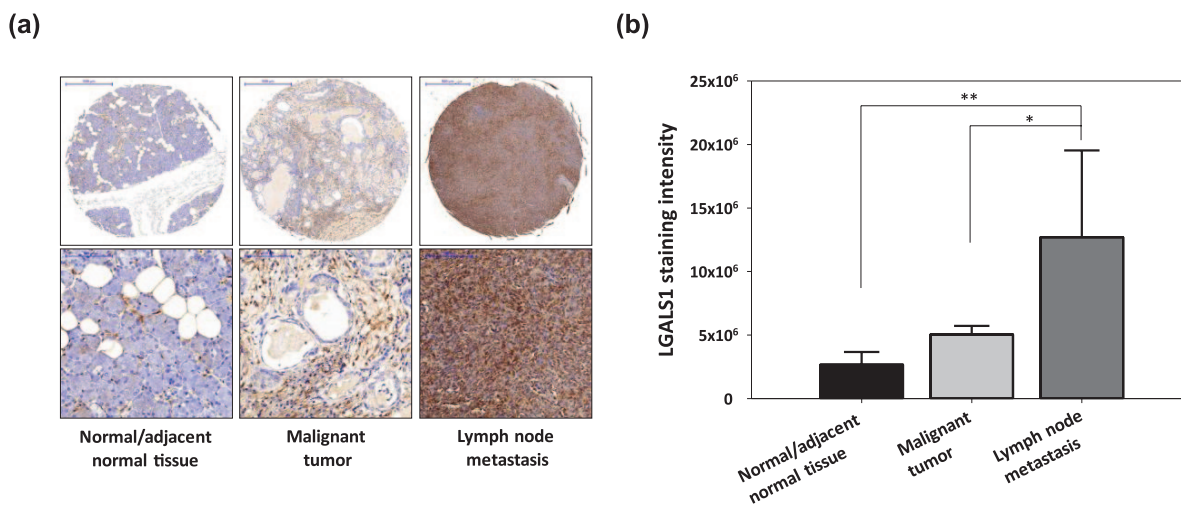 (a)
(b)
Normal/adjacent
normal tissue
Malignant
tumor
Lymph node
metastasis
LGALS1 staining intensity
25x10⁶
20x10⁶
15x10⁶
10x10⁶
5x10⁶
0
**
*
Normal/adjacent
normal tissue
Malignant
tumor
Lymph node
metastasis